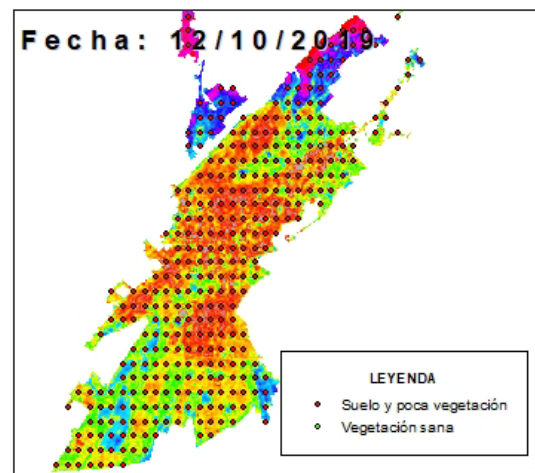 Fecha: 12/10/2019
LEYENDA
Suelo y poca vegetación
Vegetación sana